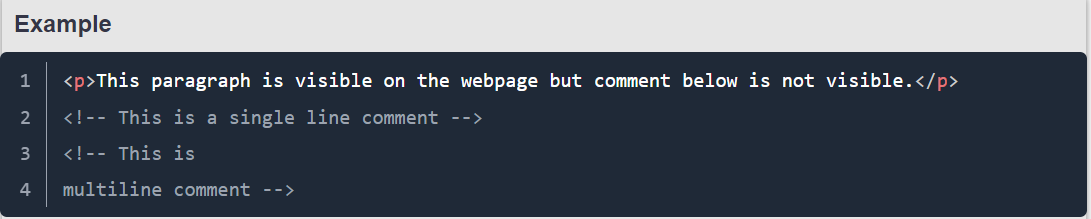 Example
1 <p>This paragraph is visible on the webpage but comment below is not visible.</p>
2 <!-- This is a single line comment -->
3 <!-- This is
4 multiline comment -->